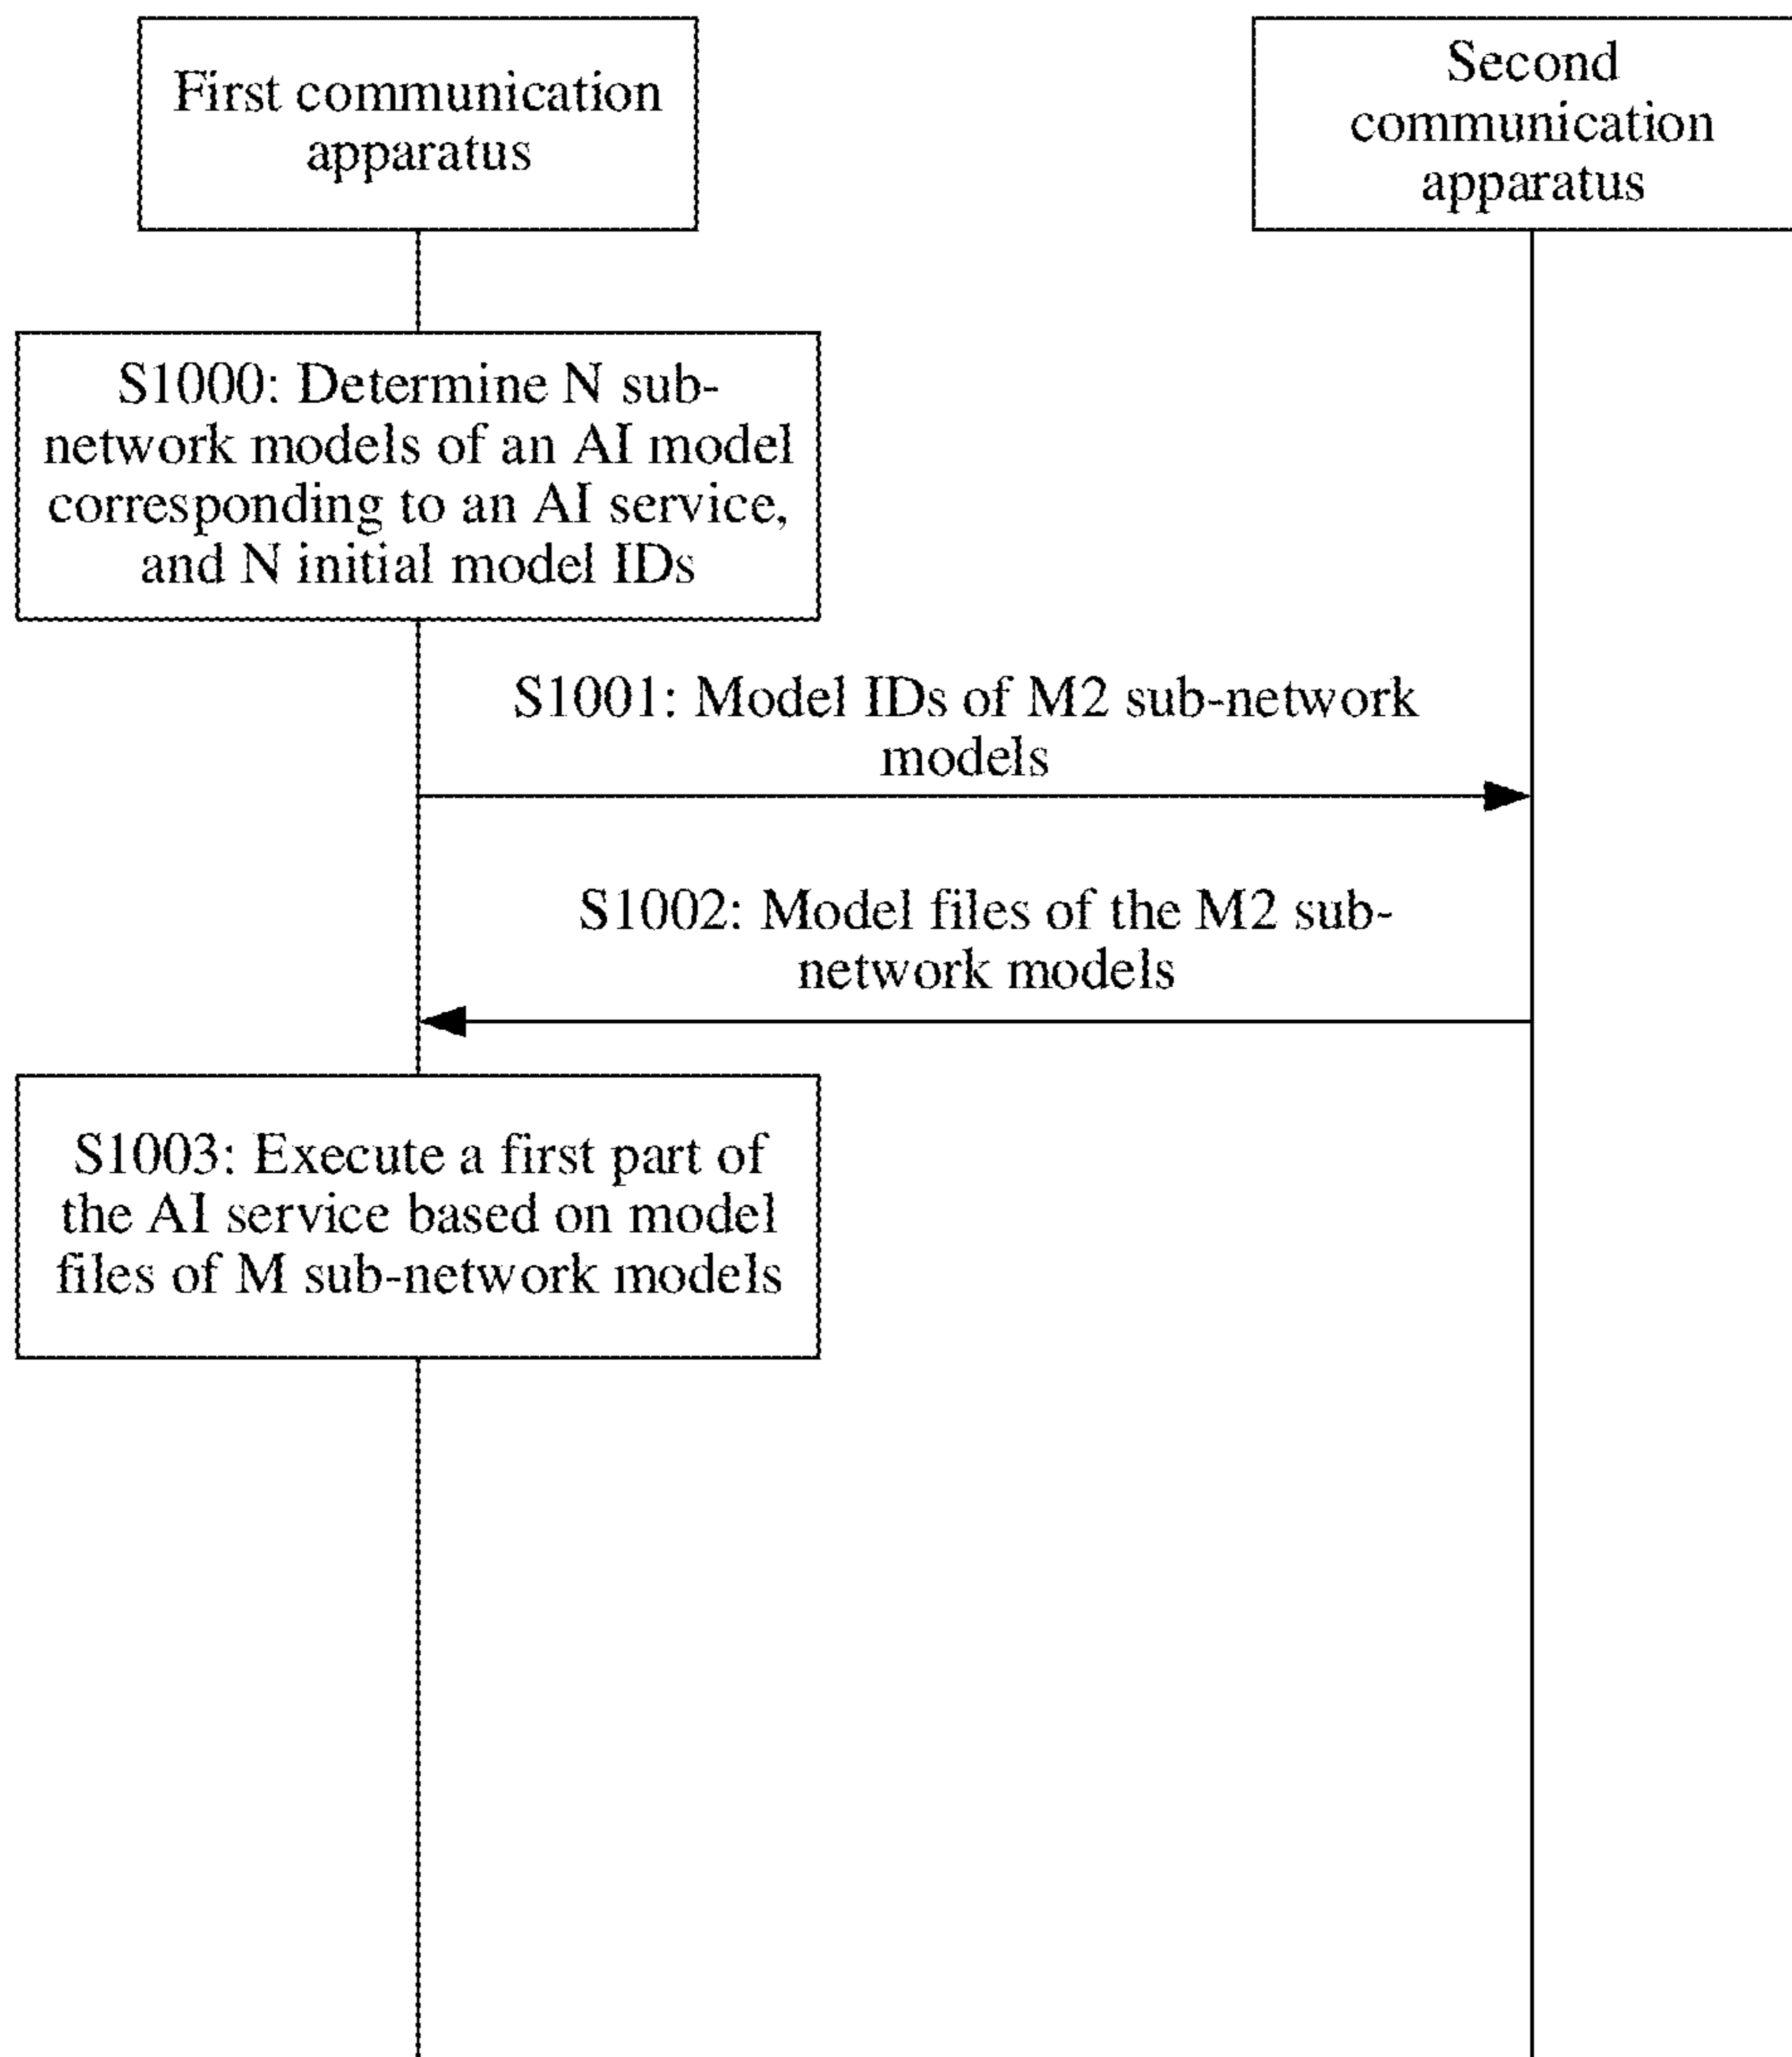 First communication
apparatus
Second
communication
apparatus
S1000: Determine N sub-
network models of an AI model
corresponding to an AI service,
and N initial model IDs
S1001: Model IDs of M2 sub-network
models
S1002: Model files of the M2 sub-
network models
S1003: Execute a first part of
the AI service based on model
files of M sub-network models